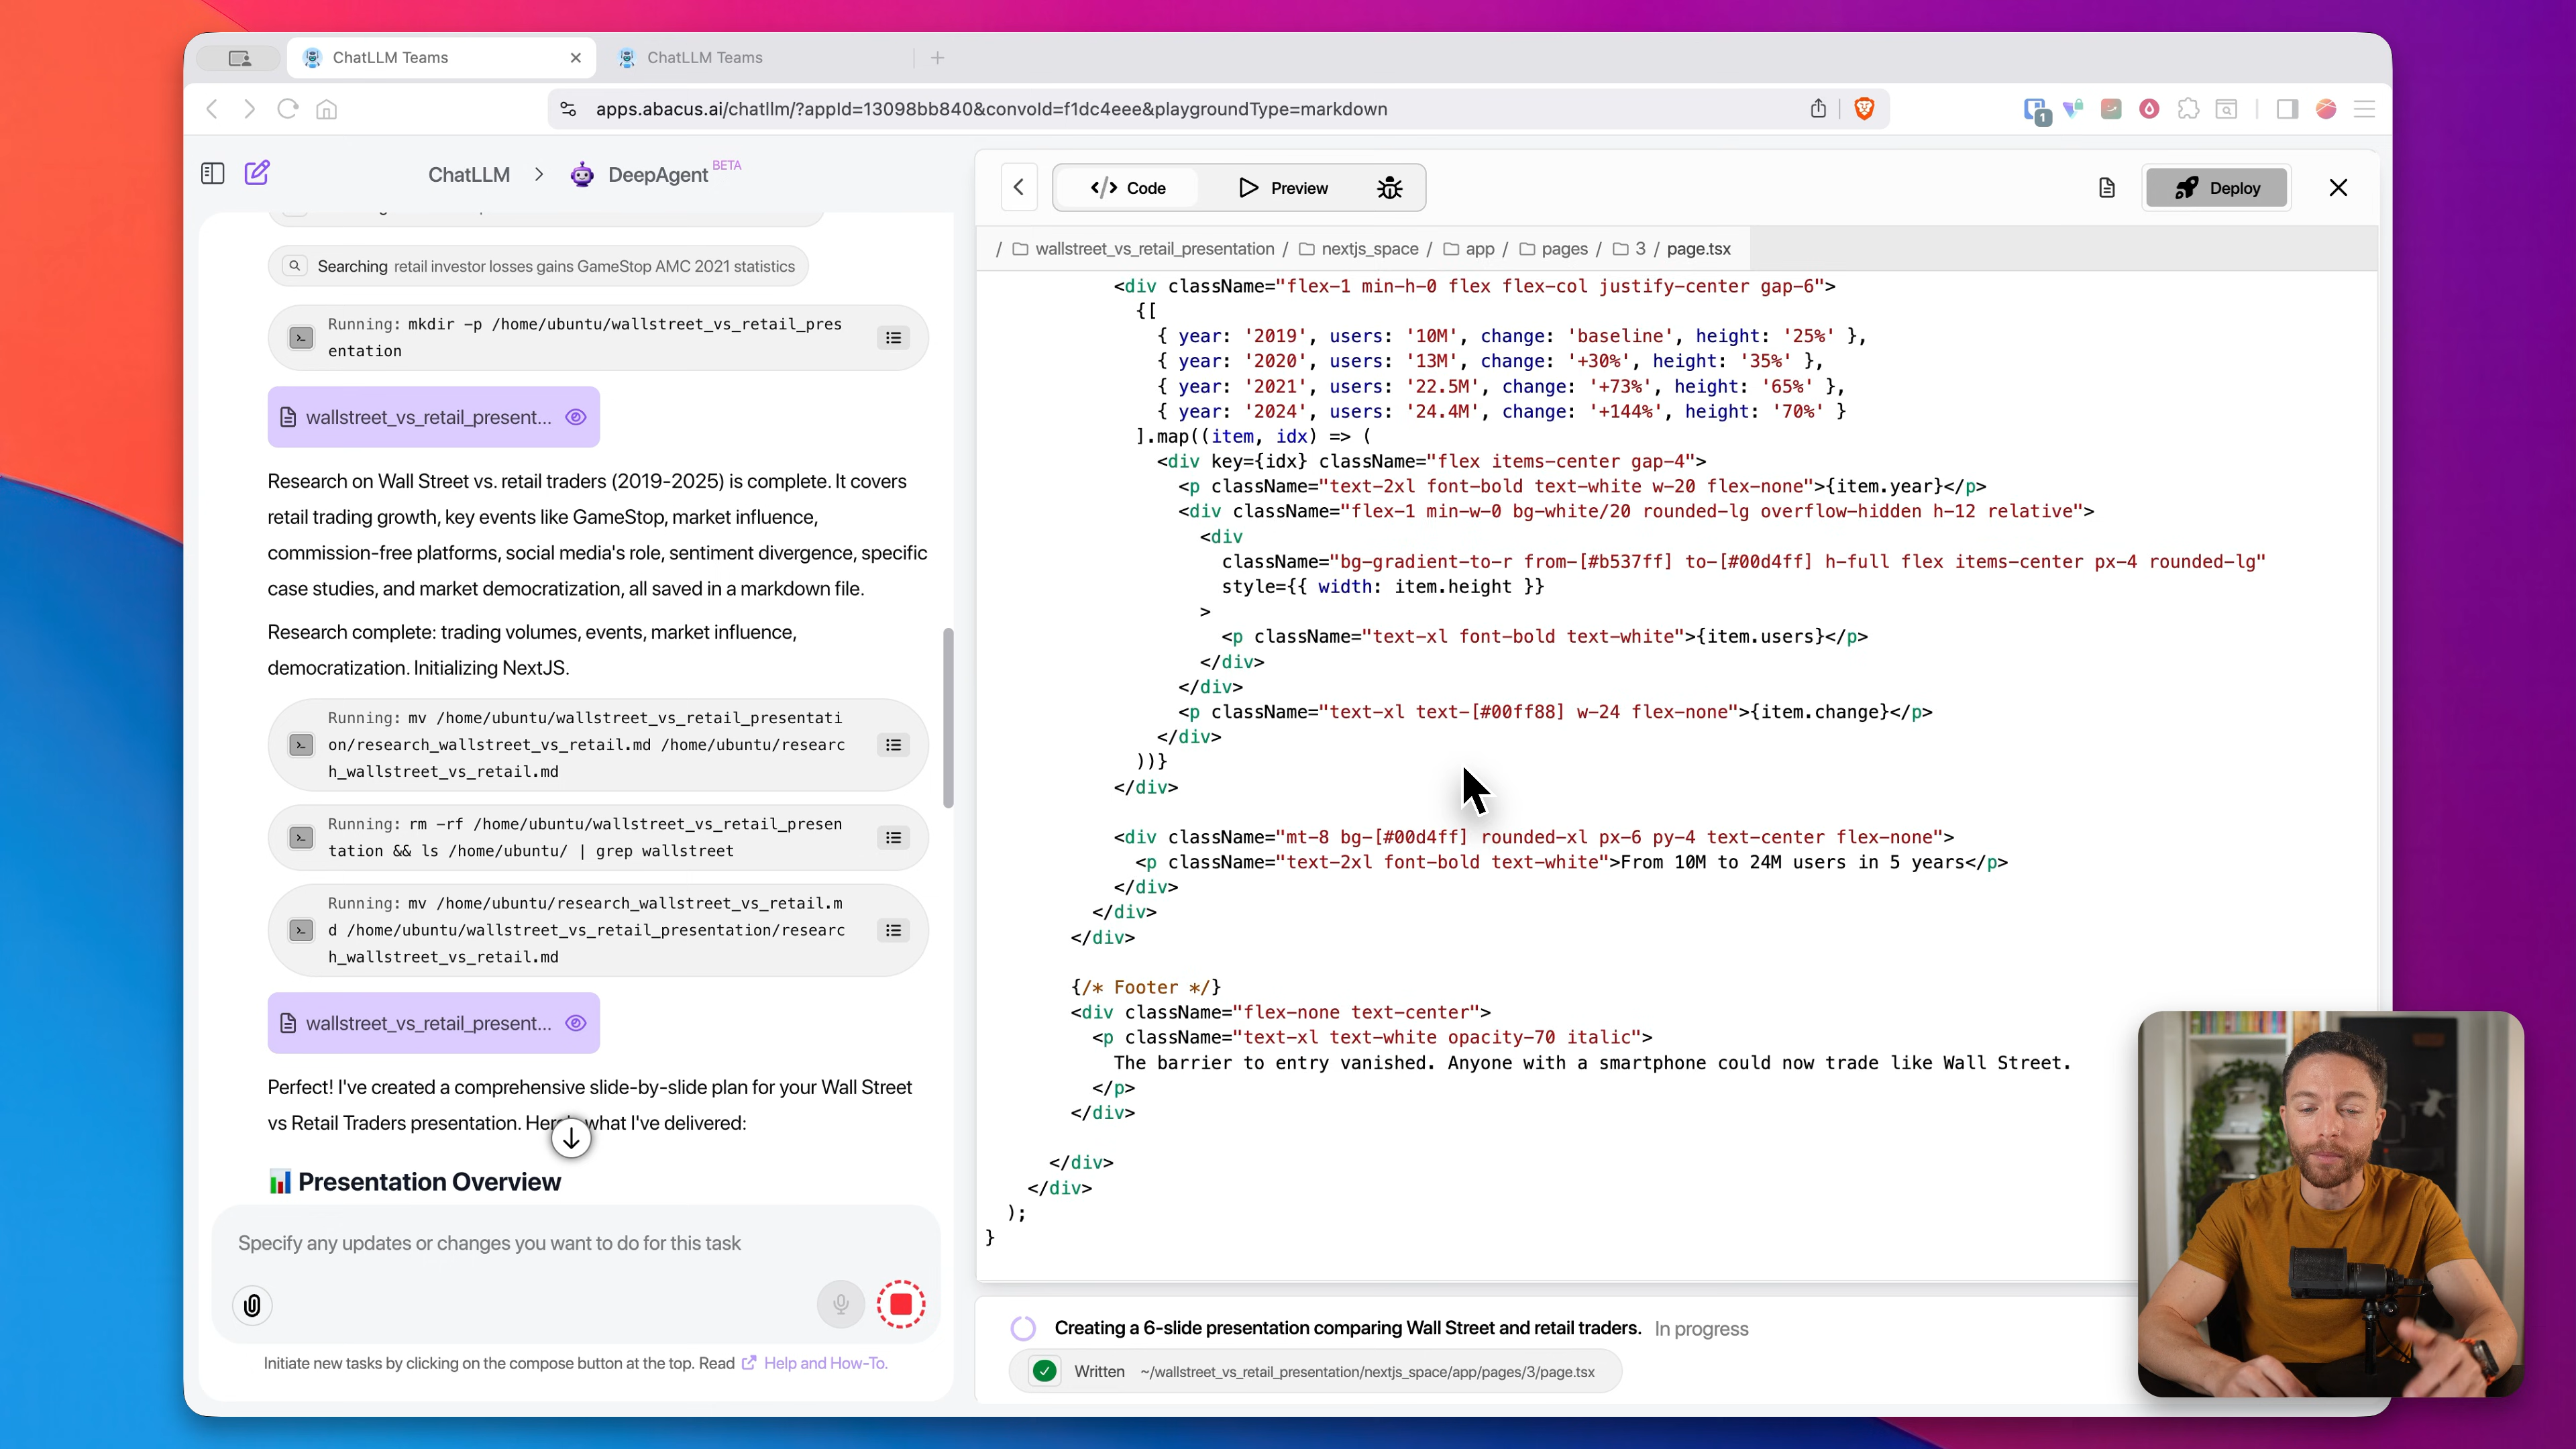 ChatLLM Teams
ChatLLM Teams
apps.abacus.ai/chatllm/?appId=13098bb840&convoId=f1dc4eee&playgroundType=markdown
1
ChatLLM > DeepAgent BETA
Searching retail investor losses gains GameStop AMC 2021 statistics
Running: mkdir -p /home/ubuntu/wallstreet_vs_retail_pres
entation
wallstreet_vs_retail_present...
Research on Wall Street vs. retail traders (2019-2025) is complete. It covers
retail trading growth, key events like GameStop, market influence,
commission-free platforms, social media's role, sentiment divergence, specific
case studies, and market democratization, all saved in a markdown file.
Research complete: trading volumes, events, market influence,
democratization. Initializing NextJS.
Running: mv /home/ubuntu/wallstreet_vs_retail_presentati
on/research_wallstreet_vs_retail.md /home/ubuntu/researc
h_wallstreet_vs_retail.md
Running: rm -rf /home/ubuntu/wallstreet_vs_retail_presen
tation && ls /home/ubuntu/ | grep wallstreet
Running: mv /home/ubuntu/research_wallstreet_vs_retail.m
d /home/ubuntu/wallstreet_vs_retail_presentation/researc
h_wallstreet_vs_retail.md
wallstreet_vs_retail_present...
Perfect! I've created a comprehensive slide-by-slide plan for your Wall Street
vs Retail Traders presentation. Her what I've delivered:
Presentation Overview
Specify any updates or changes you want to do for this task
Initiate new tasks by clicking on the compose button at the top. Read Help and How-To.
Code
Preview
Deploy
/ wallstreet_vs_retail_presentation / nextjs_space / app / pages / 3 / page.tsx
<div className="flex-1 min-h-0 flex flex-col justify-center gap-6">
{[
{ year: '2019', users: '10M', change: 'baseline', height: '25%' },
{ year: '2020', users: '13M', change: '+30%', height: '35%' },
{ year: '2021', users: '22.5M', change: '+73%', height: '65%' },
{ year: '2024', users: '24.4M', change: '+144%', height: '70%' }
].map((item, idx) => (
<div key={idx} className="flex items-center gap-4">
<p className="text-2xl font-bold text-white w-20 flex-none">{item.year}</p>
<div className="flex-1 min-w-0 bg-white/20 rounded-lg overflow-hidden h-12 relative">
<div
className="bg-gradient-to-r from-[#b537ff] to-[#00d4ff] h-full flex items-center px-4 rounded-lg"
style={{ width: item.height }}
>
<p className="text-xl font-bold text-white">{item.users}</p>
</div>
</div>
<p className="text-xl text-[#00ff88] w-24 flex-none">{item.change}</p>
</div>
))}
</div>
<div className="mt-8 bg-[#00d4ff] rounded-xl px-6 py-4 text-center flex-none">
<p className="text-2xl font-bold text-white">From 10M to 24M users in 5 years</p>
</div>
</div>
</div>
{/* Footer */}
<div className="flex-none text-center">
<p className="text-xl text-white opacity-70 italic">
The barrier to entry vanished. Anyone with a smartphone could now trade like Wall Street.
</p>
</div>
</div>
</div>
);
}
Creating a 6-slide presentation comparing Wall Street and retail traders. In progress
Written ~/wallstreet_vs_retail_presentation/nextjs_space/app/pages/3/page.tsx